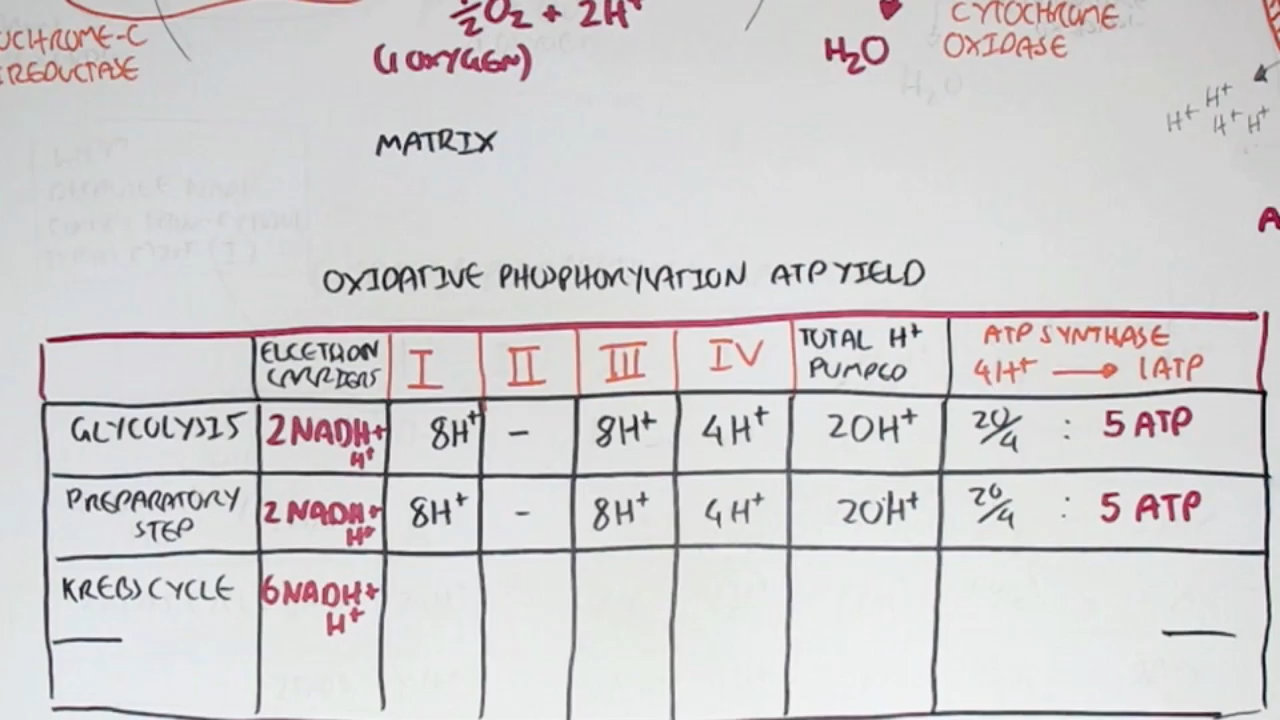 ½O₂ + 2H⁺
(1 OXYGEN)
H₂O
CYTOCHROME
OXIDASE
OCHROME-C
REDUCTASE
H⁺ H⁺
H⁺ H⁺
MATRIX
A
OXIDATIVE PHOSPHORYLATION ATP YIELD
ELCETRON
CARRIERS
I
II
III
IV
TOTAL H⁺
PUMPED
ATP SYNTHASE
4H⁺ → 1ATP
GLYCOLYSIS
2NADH+
H⁺
8H⁺
-
8H⁺
4H⁺
20H⁺
20/4 : 5 ATP
PREPARATORY
STEP
2NADH+
H⁺
8H⁺
-
8H⁺
4H⁺
20H⁺
20/4 : 5 ATP
KREBS CYCLE
6NADH+
H⁺